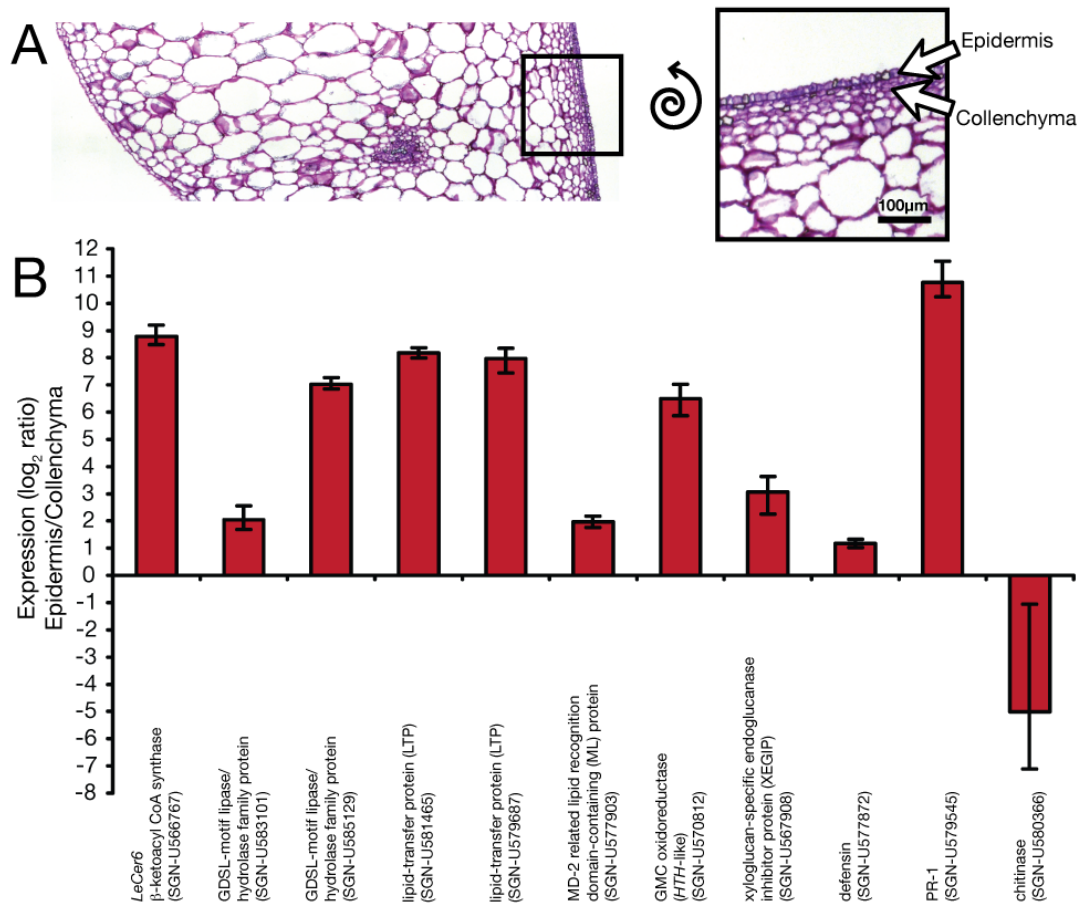 A
Epidermis
Collenchyma
100µm
B
Expression (log2 ratio)
Epidermis/Collenchyma
12
11
10
9
8
7
6
5
4
3
2
1
0
-1
-2
-3
-4
-5
-6
-7
-8
LeCer6
β-ketoacyl CoA synthase
(SGN-U566767)
GDSL-motif lipase/
hydrolase family protein
(SGN-U583101)
GDSL-motif lipase/
hydrolase family protein
(SGN-U585129)
lipid-transfer protein (LTP)
(SGN-U581465)
lipid-transfer protein (LTP)
(SGN-U579687)
MD-2 related lipid recognition
domain-containing (ML) protein
(SGN-U577903)
GMC oxidoreductase
(HTH-like)
(SGN-U570812)
xyloglucan-specific endoglucanase
inhibitor protein (XEGIP)
(SGN-U567908)
defensin
(SGN-U577872)
PR-1
(SGN-U579545)
chitinase
(SGN-U580366)